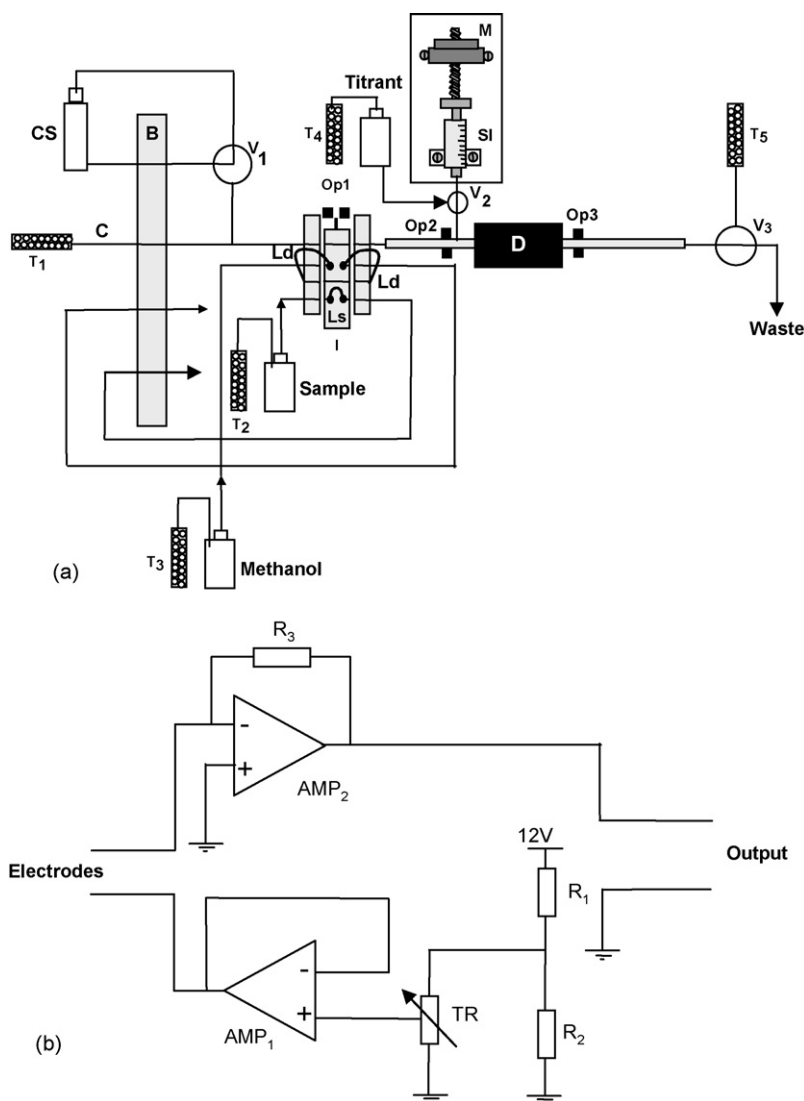 M
Titrant
CS
B
V1
T4
SI
T5
Op1
V2
Op2
Op3
V3
C
D
T1
Ld
Ld
Ls
I
Waste
T2
Sample
T3
Methanol
(a)
R3
-
+
AMP2
12V
Electrodes
Output
R1
-
+
TR
R2
AMP1
(b)